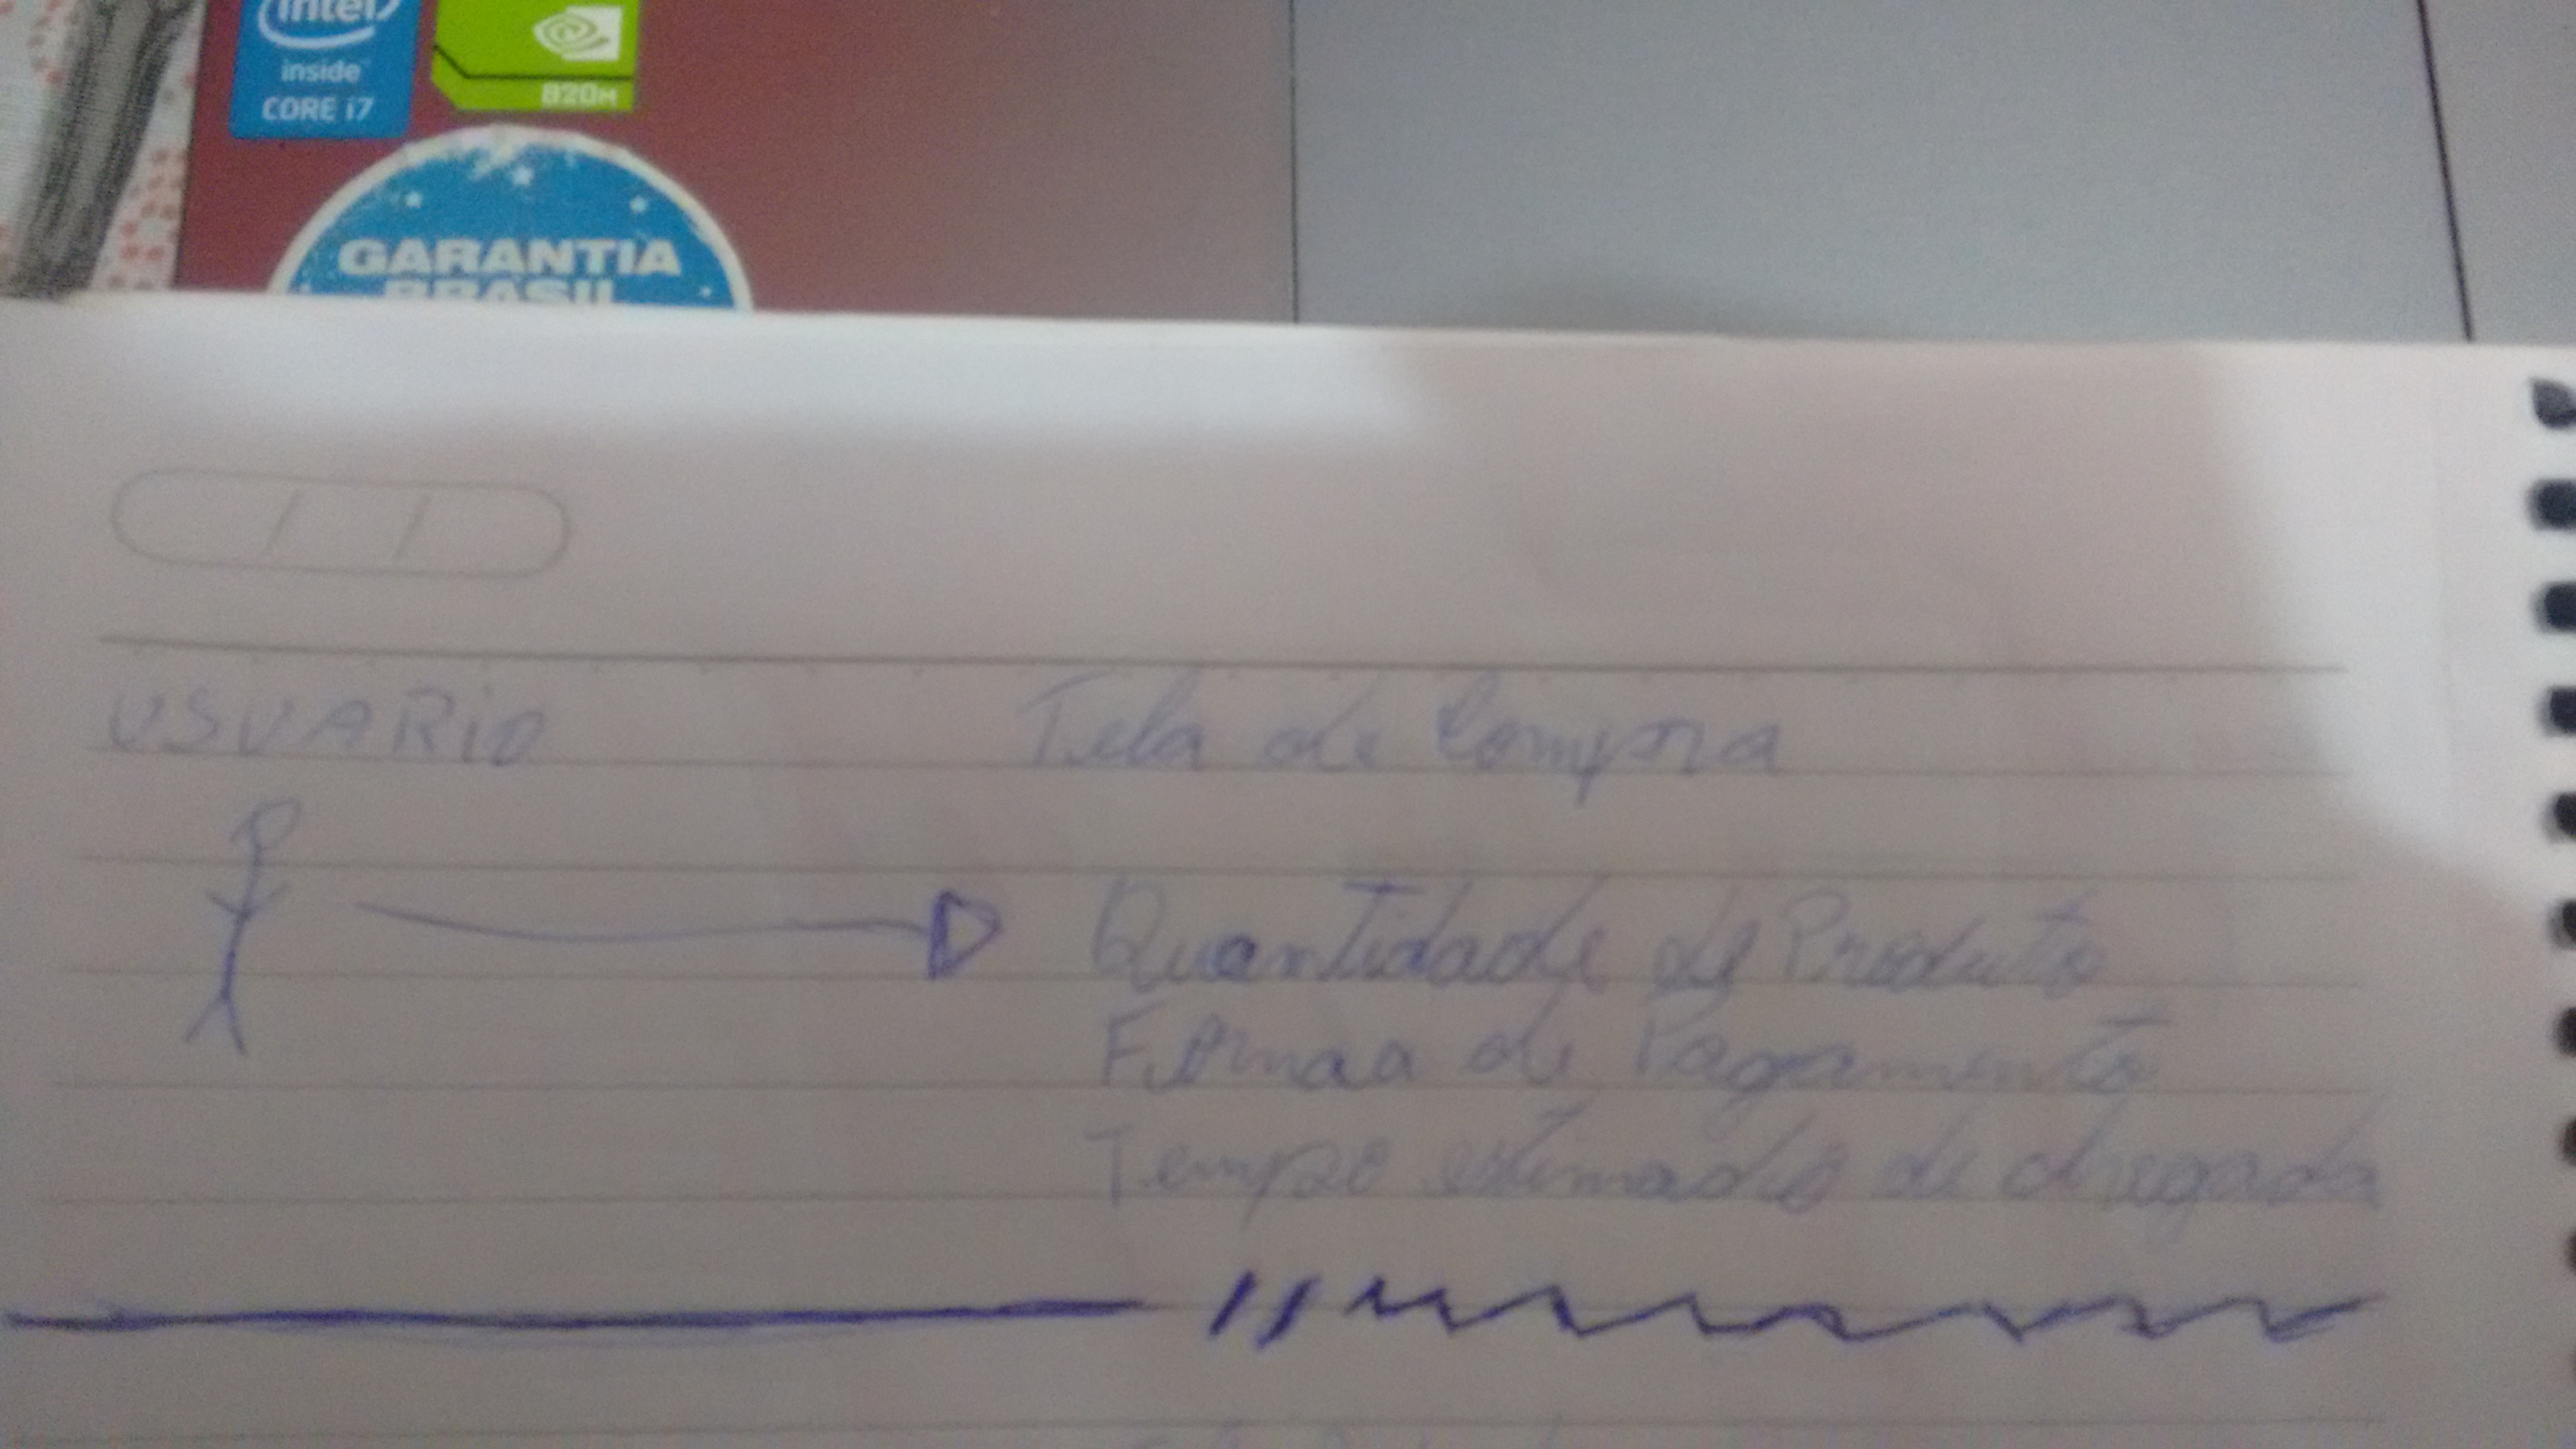 intel
inside
CORE i7
820M
GARANTIA
BRASIL
USUARIO
Tela de Compra
Quantidade de Produto
Forma de Pagamento
Tempo estimado de chegada